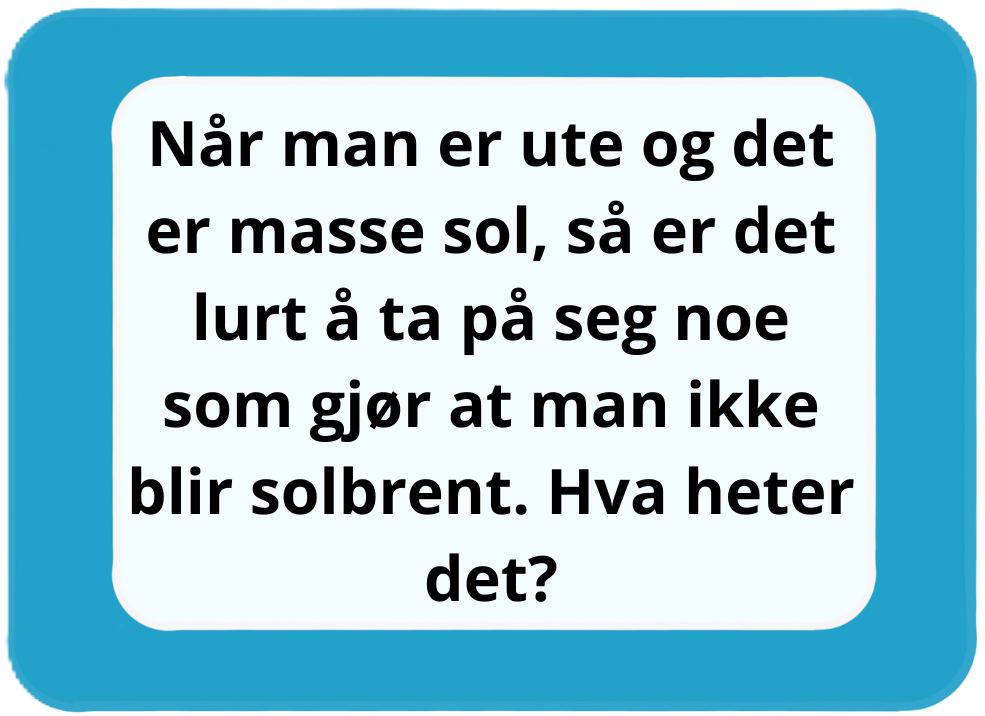 Når man er ute og det
er masse sol, så er det
lurt å ta på seg noe
som gjør at man ikke
blir solbrent. Hva heter
det?